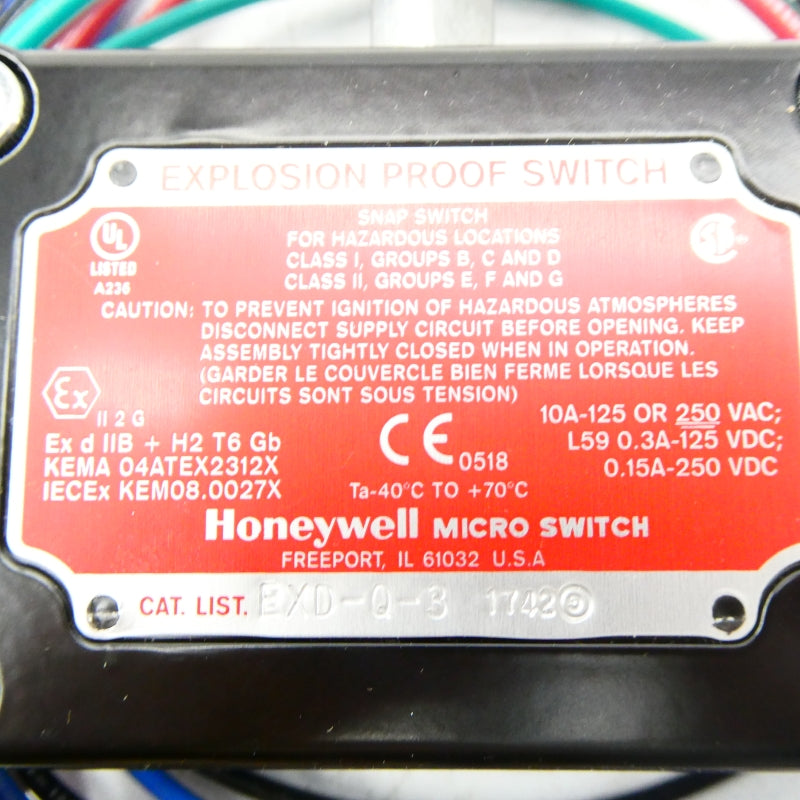 EXPLOSION PROOF SWITCH
SNAP SWITCH
FOR HAZARDOUS LOCATIONS
CLASS I, GROUPS B, C AND D
CLASS II, GROUPS E, F AND G
UL
LISTED
A236
CAUTION: TO PREVENT IGNITION OF HAZARDOUS ATMOSPHERES
DISCONNECT SUPPLY CIRCUIT BEFORE OPENING. KEEP
ASSEMBLY TIGHTLY CLOSED WHEN IN OPERATION.
(GARDER LE COUVERCLE BIEN FERME LORSQUE LES
CIRCUITS SONT SOUS TENSION)
Ex
II 2 G
Ex d IIB + H2 T6 Gb
KEMA 04ATEX2312X
IECEx KEM08.0027X
CE 0518
Ta-40°C TO +70°C
10A-125 OR 250 VAC;
L59 0.3A-125 VDC;
0.15A-250 VDC
Honeywell MICRO SWITCH
FREEPORT, IL 61032 U.S.A
CAT. LIST. EXD-Q-3 1742